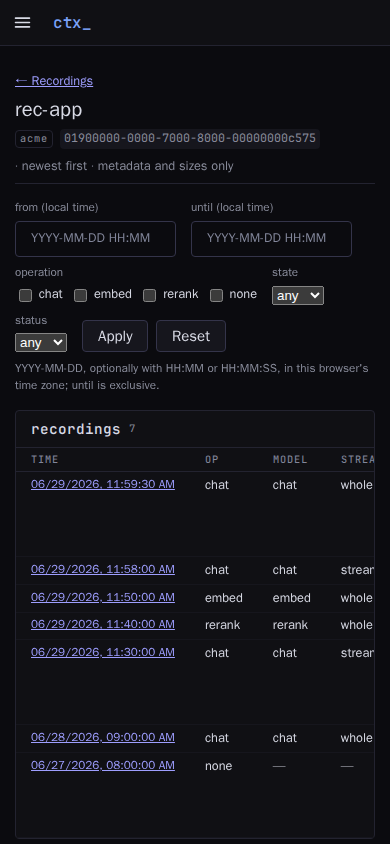 ctx_
← Recordings
rec-app
acme 01900000-0000-7000-8000-00000000c575
· newest first · metadata and sizes only
from (local time) until (local time)
YYYY-MM-DD HH:MM YYYY-MM-DD HH:MM
operation state
chat embed rerank none any
status
any Apply Reset
YYYY-MM-DD, optionally with HH:MM or HH:MM:SS, in this browser's
time zone; until is exclusive.
recordings 7
TIME OP MODEL STREA
06/29/2026, 11:59:30 AM chat chat whole
06/29/2026, 11:58:00 AM chat chat stream
06/29/2026, 11:50:00 AM embed embed whole
06/29/2026, 11:40:00 AM rerank rerank whole
06/29/2026, 11:30:00 AM chat chat stream
06/28/2026, 09:00:00 AM chat chat whole
06/27/2026, 08:00:00 AM none — —